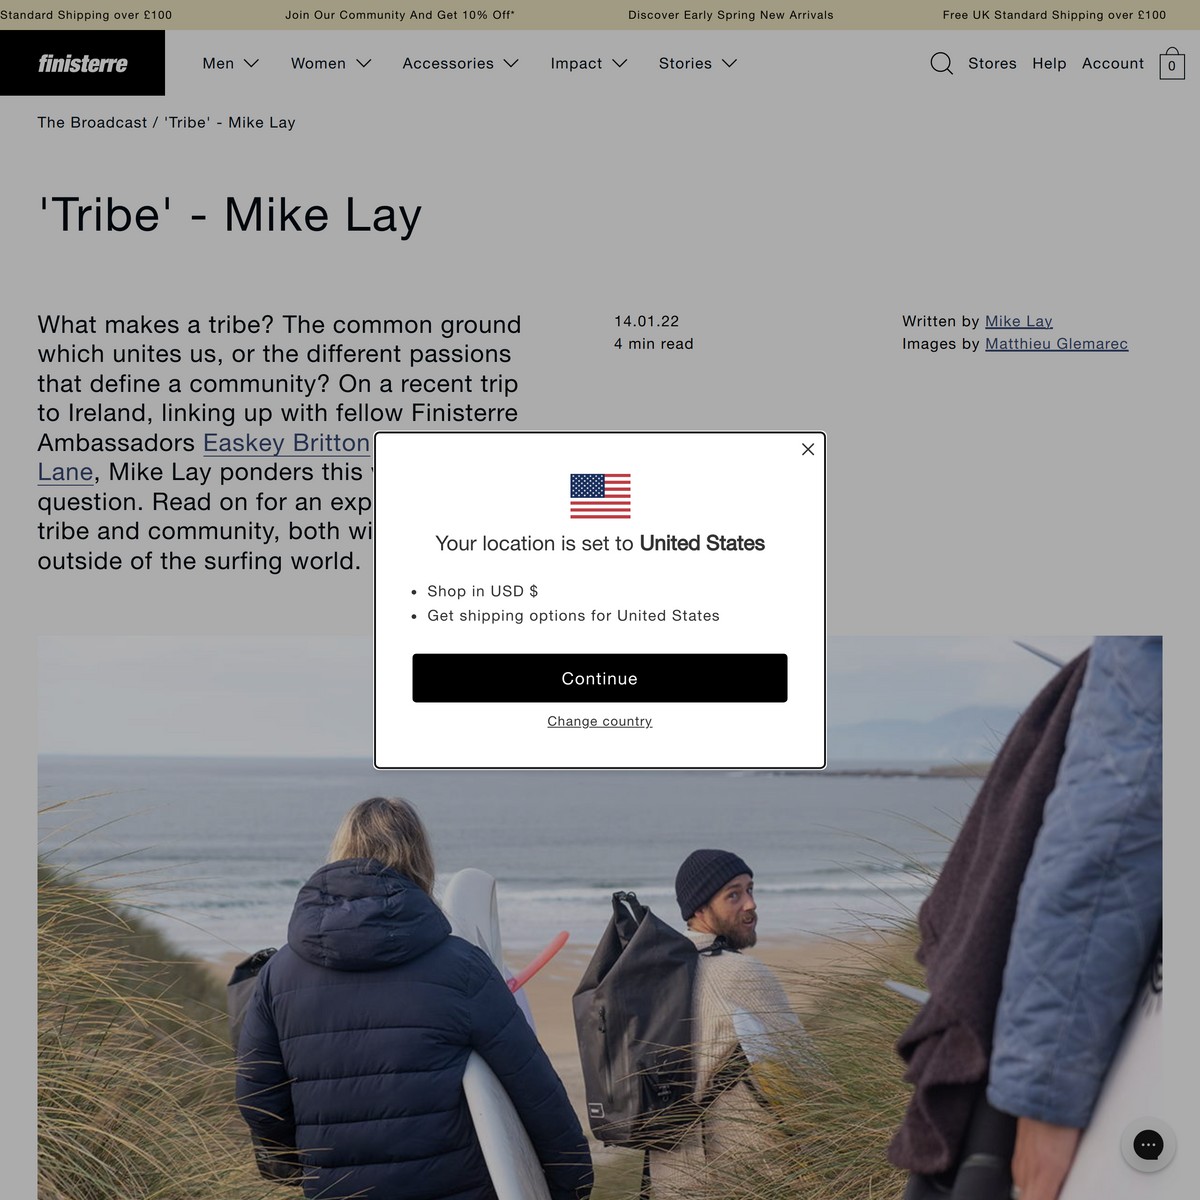 Standard Shipping over £100
Join Our Community And Get 10% Off*
Discover Early Spring New Arrivals
Free UK Standard Shipping over £100
finisterre
Men
Women
Accessories
Impact
Stories
Stores
Help
Account
0
The Broadcast / 'Tribe' - Mike Lay
'Tribe' - Mike Lay
What makes a tribe? The common ground
which unites us, or the different passions
that define a community? On a recent trip
to Ireland, linking up with fellow Finisterre
Ambassadors Easkey Britton
Lane, Mike Lay ponders this
question. Read on for an exp
tribe and community, both wi
outside of the surfing world.
14.01.22
4 min read
Written by Mike Lay
Images by Matthieu Glemarec
Your location is set to United States
• Shop in USD $
• Get shipping options for United States
Continue
Change country